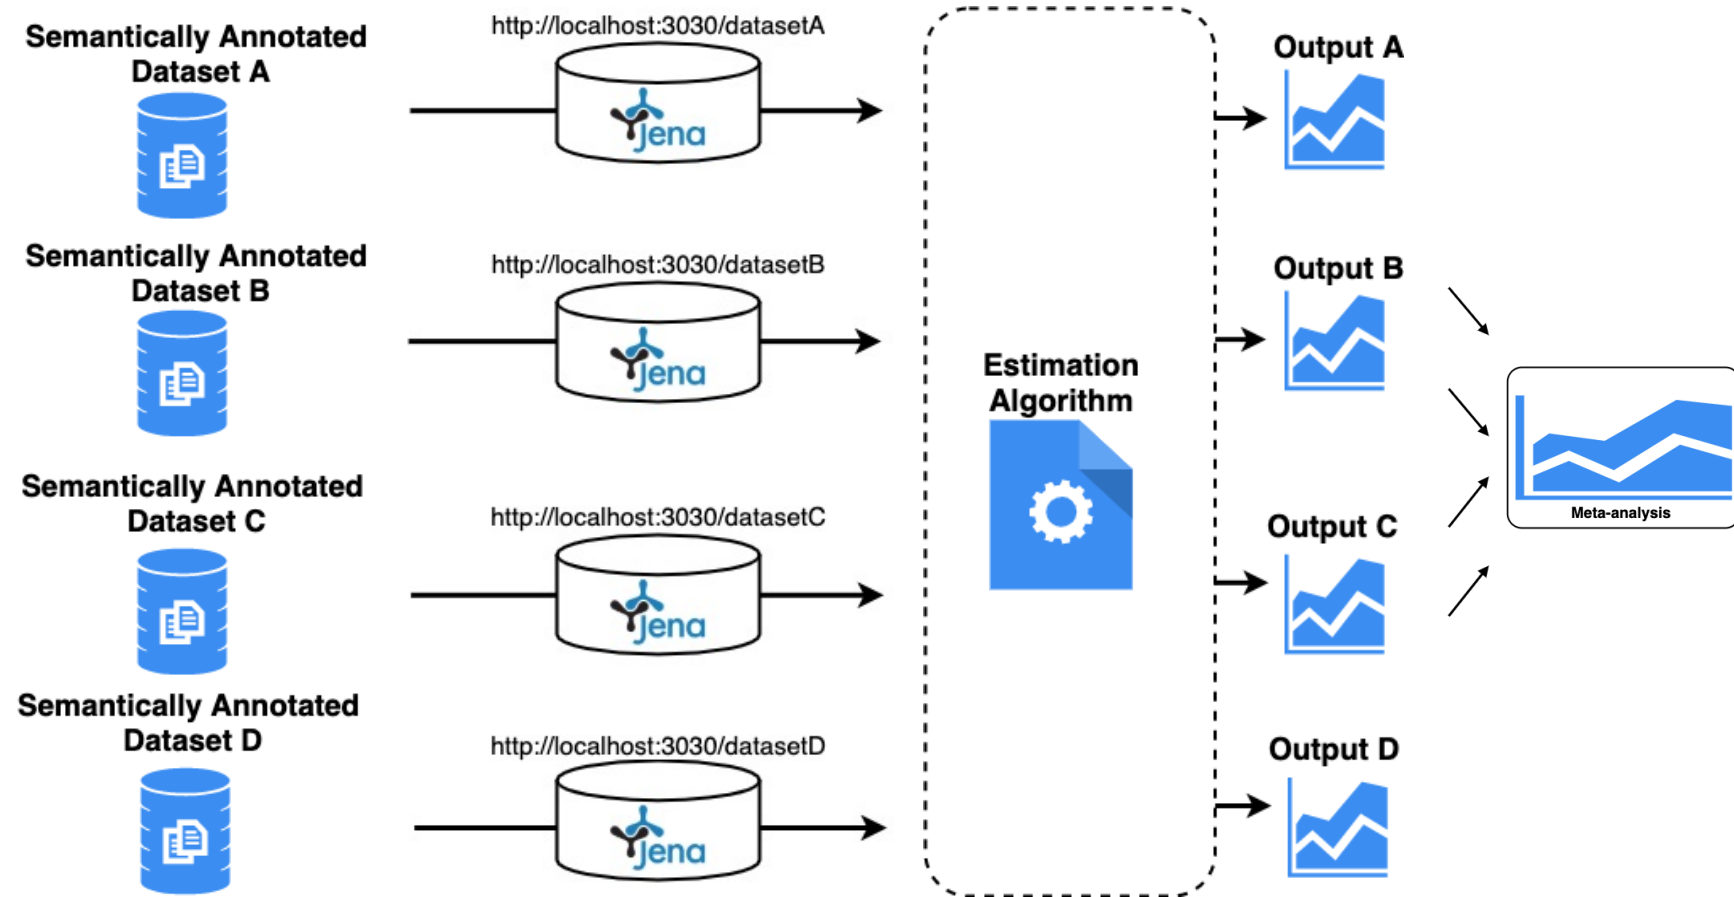 Semantically Annotated
Dataset A
http://localhost:3030/datasetA
Jena
Output A
Semantically Annotated
Dataset B
http://localhost:3030/datasetB
Jena
Output B
Estimation
Algorithm
Semantically Annotated
Dataset C
http://localhost:3030/datasetC
Jena
Output C
Meta-analysis
Semantically Annotated
Dataset D
http://localhost:3030/datasetD
Jena
Output D